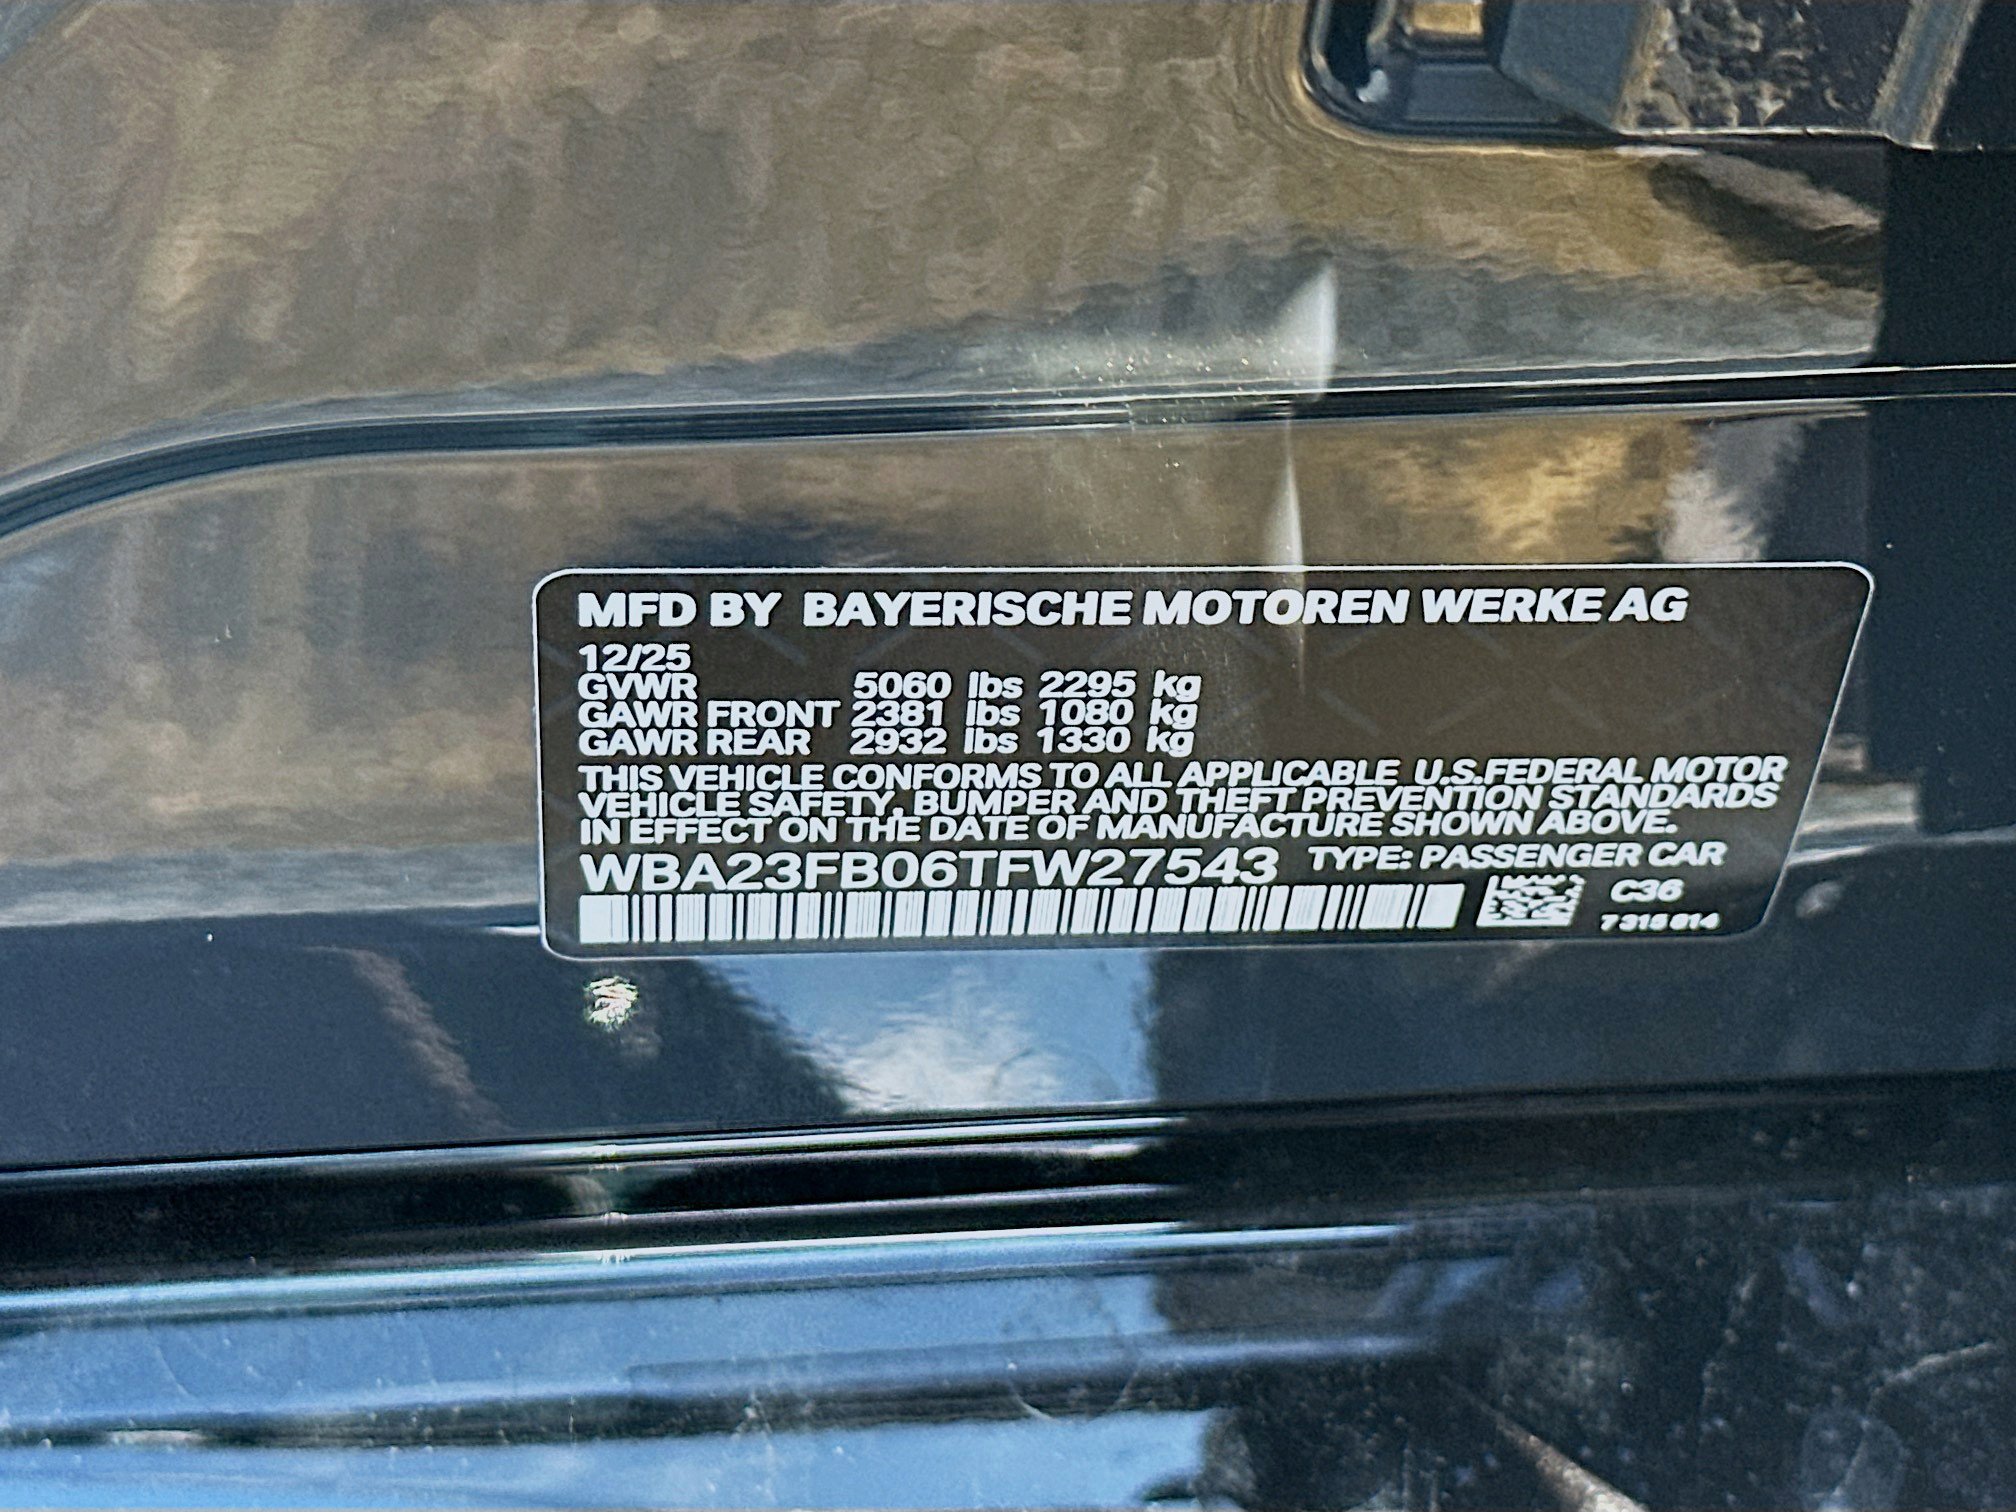 MFD BY BAYERISCHE MOTOREN WERKE AG
12/25
GVWR 5060 lbs 2295 kg
GAWR FRONT 2381 lbs 1080 kg
GAWR REAR 2932 lbs 1330 kg
THIS VEHICLE CONFORMS TO ALL APPLICABLE U.S.FEDERAL MOTOR
VEHICLE SAFETY, BUMPER AND THEFT PREVENTION STANDARDS
IN EFFECT ON THE DATE OF MANUFACTURE SHOWN ABOVE.
WBA23FB06TFW27543 TYPE: PASSENGER CAR
C36